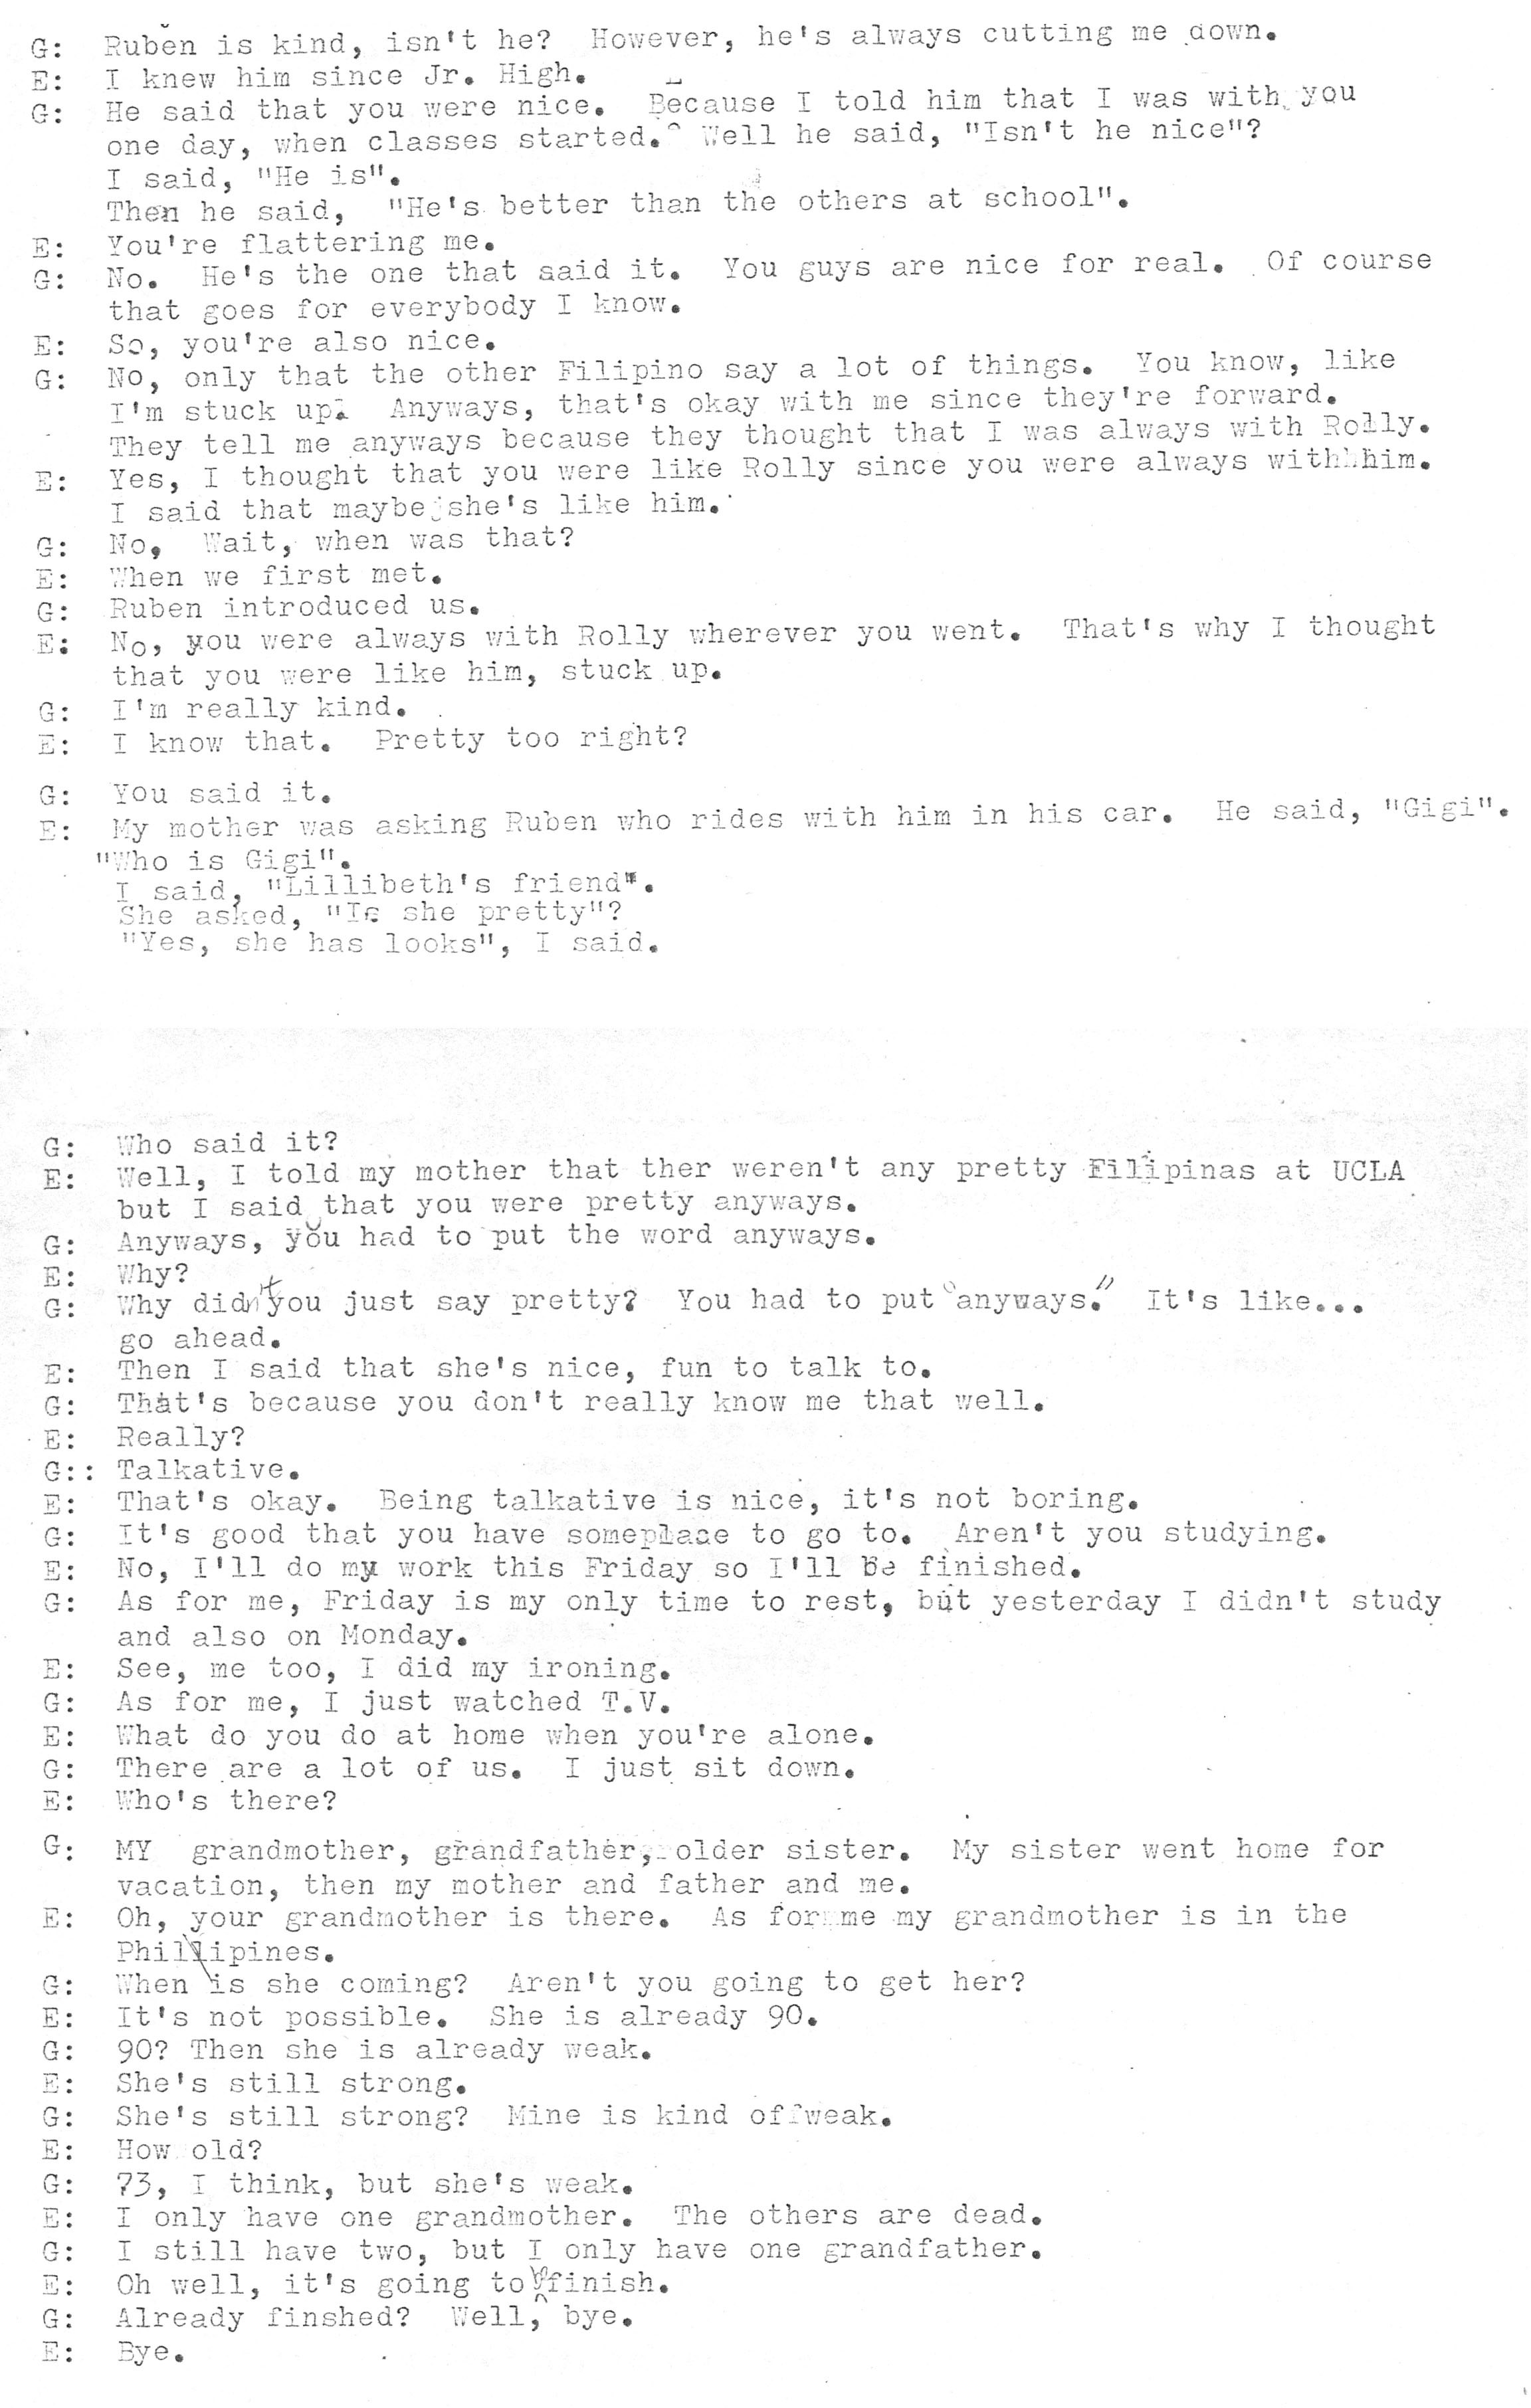 G: Ruben is kind, isn't he? However, he's always cutting me down.
E: I knew him since Jr. High.
G: He said that you were nice. Because I told him that I was with you
one day, when classes started. Well he said, "Isn't he nice"?
I said, "He is".
Then he said, "He's better than the others at school".
E: You're flattering me.
G: No. He's the one that said it. You guys are nice for real. Of course
that goes for everybody I know.
E: So, you're also nice.
G: No, only that the other Filipino say a lot of things. You know, like
I'm stuck up. Anyways, that's okay with me since they're forward.
They tell me anyways because they thought that I was always with Rolly.
E: Yes, I thought that you were like Rolly since you were always with him.
I said that maybe she's like him.
G: No, Wait, when was that?
E: When we first met.
G: Ruben introduced us.
E: No, you were always with Rolly wherever you went. That's why I thought
that you were like him, stuck up.
G: I'm really kind.
E: I know that. Pretty too right?
G: You said it.
E: My mother was asking Ruben who rides with him in his car. He said, "Gigi".
"Who is Gigi".
I said, "Lillibeth's friend".
She asked, "Is she pretty"?
"Yes, she has looks", I said.
G: Who said it?
E: Well, I told my mother that ther weren't any pretty Filipinas at UCLA
but I said that you were pretty anyways.
G: Anyways, you had to put the word anyways.
E: Why?
G: Why didn't you just say pretty? You had to put "anyways." It's like...
go ahead.
E: Then I said that she's nice, fun to talk to.
G: That's because you don't really know me that well.
E: Really?
G:: Talkative.
E: That's okay. Being talkative is nice, it's not boring.
G: It's good that you have someplace to go to. Aren't you studying.
E: No, I'll do my work this Friday so I'll be finished.
G: As for me, Friday is my only time to rest, but yesterday I didn't study
and also on Monday.
E: See, me too, I did my ironing.
G: As for me, I just watched T.V.
E: What do you do at home when you're alone.
G: There are a lot of us. I just sit down.
E: Who's there?
G: MY grandmother, grandfather, older sister. My sister went home for
vacation, then my mother and father and me.
E: Oh, your grandmother is there. As for me my grandmother is in the
Philipines.
G: When is she coming? Aren't you going to get her?
E: It's not possible. She is already 90.
G: 90? Then she is already weak.
E: She's still strong.
G: She's still strong? Mine is kind of weak.
E: How old?
G: 73, I think, but she's weak.
E: I only have one grandmother. The others are dead.
G: I still have two, but I only have one grandfather.
E: Oh well, it's going to finish.
G: Already finshed? Well, bye.
E: Bye.